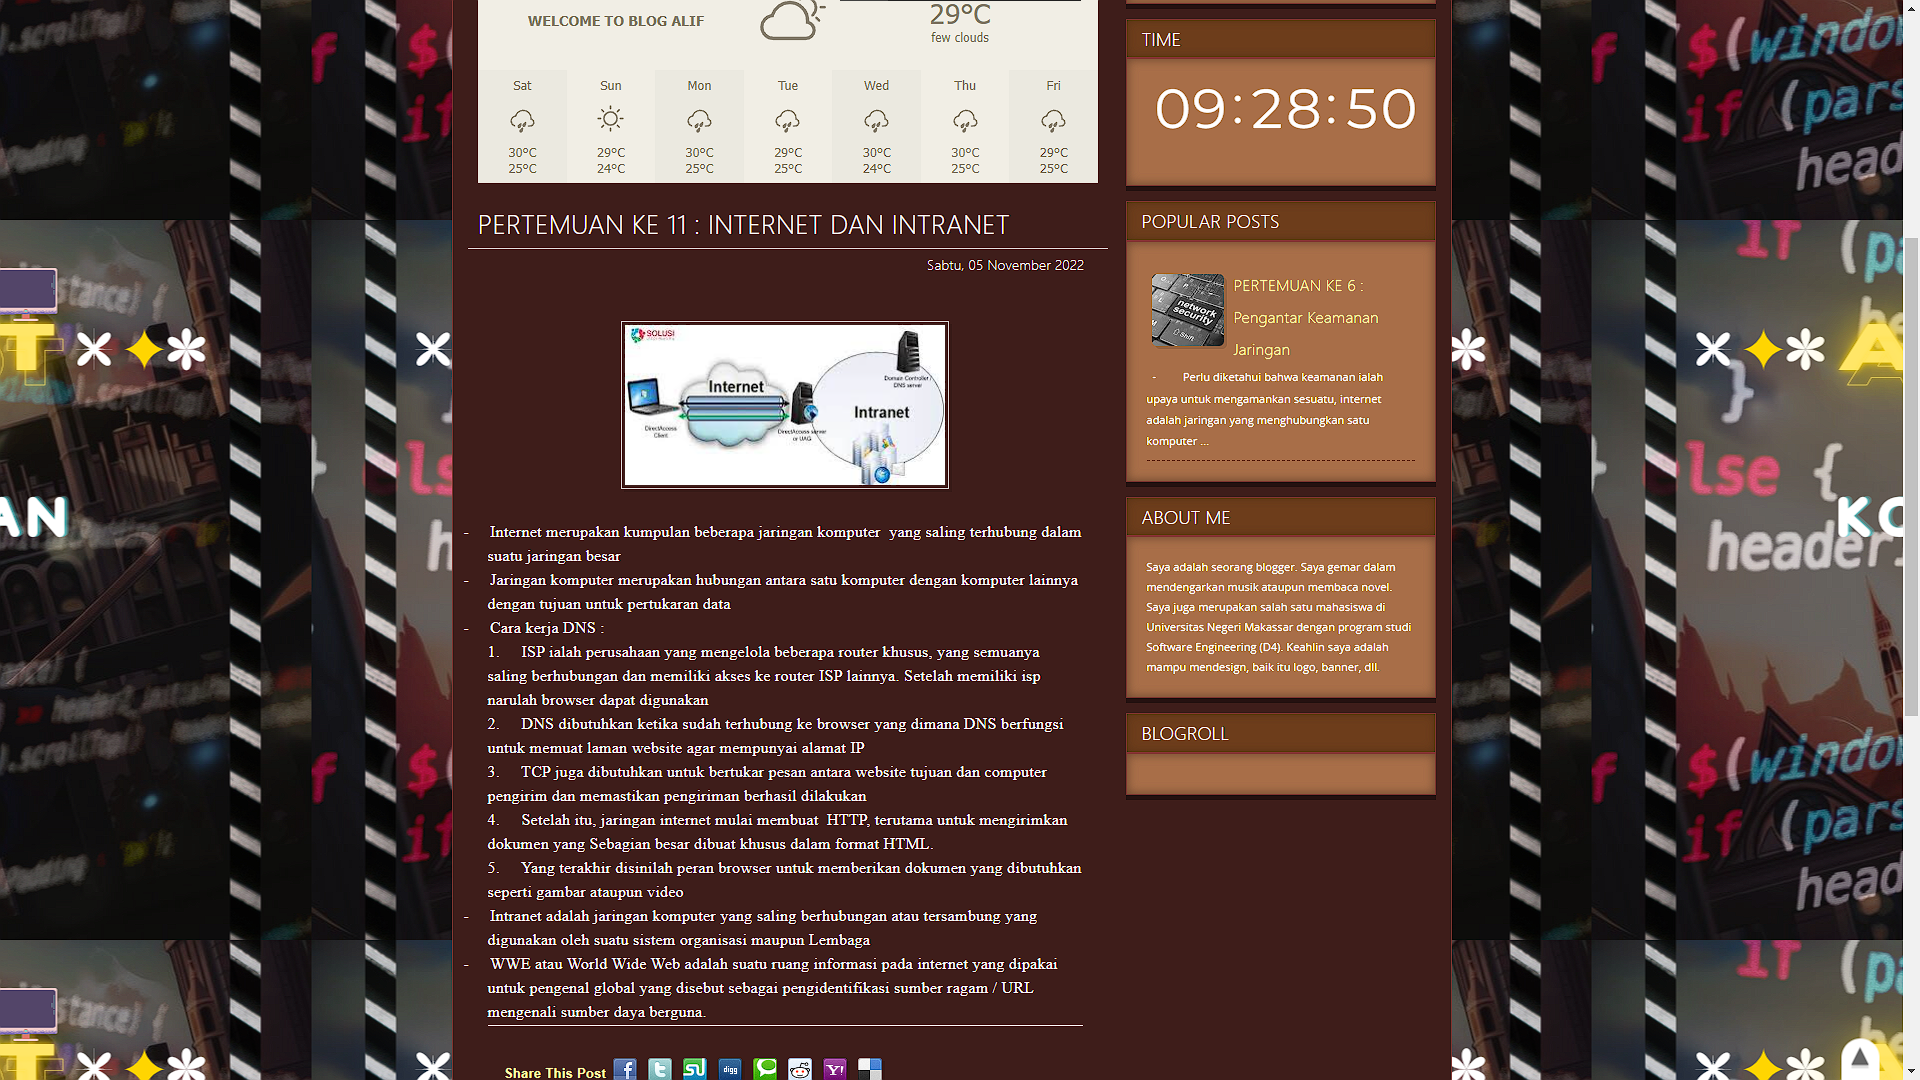 WELCOME TO BLOG ALIF
29°C
few clouds
Sat Sun Mon Tue Wed Thu Fri
30°C 29°C 30°C 29°C 30°C 30°C 29°C
25°C 24°C 25°C 25°C 24°C 25°C 25°C
PERTEMUAN KE 11 : INTERNET DAN INTRANET
Sabtu, 05 November 2022
SOLUSI
Internet
Intranet
Domain Controller /
DNS server
DirectAccess
Client
DirectAccess server
or UAG
- Internet merupakan kumpulan beberapa jaringan komputer  yang saling terhubung dalam
suatu jaringan besar
- Jaringan komputer merupakan hubungan antara satu komputer dengan komputer lainnya
dengan tujuan untuk pertukaran data
- Cara kerja DNS :
1. ISP ialah perusahaan yang mengelola beberapa router khusus, yang semuanya
saling berhubungan dan memiliki akses ke router ISP lainnya. Setelah memiliki isp
narulah browser dapat digunakan
2. DNS dibutuhkan ketika sudah terhubung ke browser yang dimana DNS berfungsi
untuk memuat laman website agar mempunyai alamat IP
3. TCP juga dibutuhkan untuk bertukar pesan antara website tujuan dan computer
pengirim dan memastikan pengiriman berhasil dilakukan
4. Setelah itu, jaringan internet mulai membuat  HTTP, terutama untuk mengirimkan
dokumen yang Sebagian besar dibuat khusus dalam format HTML.
5. Yang terakhir disinilah peran browser untuk memberikan dokumen yang dibutuhkan
seperti gambar ataupun video
- Intranet adalah jaringan komputer yang saling berhubungan atau tersambung yang
digunakan oleh suatu sistem organisasi maupun Lembaga
- WWE atau World Wide Web adalah suatu ruang informasi pada internet yang dipakai
untuk pengenal global yang disebut sebagai pengidentifikasi sumber ragam / URL
mengenali sumber daya berguna.
Share This Post
digg
Y!
TIME
09:28:50
POPULAR POSTS
network
security
Shift
PERTEMUAN KE 6 :
Pengantar Keamanan
Jaringan
- Perlu diketahui bahwa keamanan ialah
upaya untuk mengamankan sesuatu, internet
adalah jaringan yang menghubungkan satu
komputer ...
ABOUT ME
Saya adalah seorang blogger. Saya gemar dalam
mendengarkan musik ataupun membaca novel.
Saya juga merupakan salah satu mahasiswa di
Universitas Negeri Makassar dengan program studi
Software Engineering (D4). Keahlin saya adalah
mampu mendesign, baik itu logo, banner, dll.
BLOGROLL
$(window
if (pars
head
else {
header.
$(window
if (pars
head